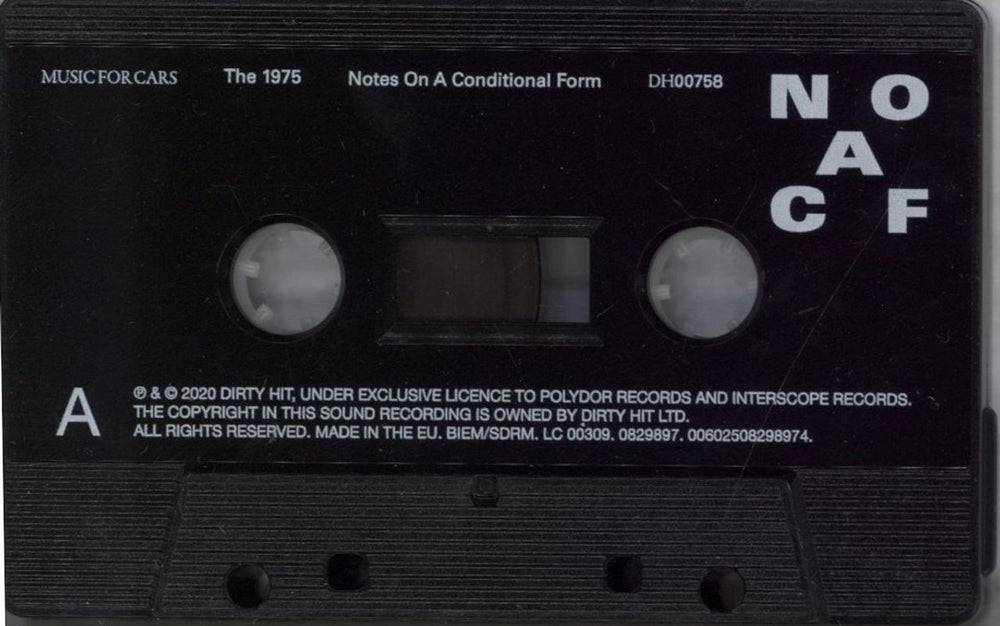 MUSIC FOR CARS The 1975 Notes On A Conditional Form DH00758
N O
A
C F
A
℗ & © 2020 DIRTY HIT, UNDER EXCLUSIVE LICENCE TO POLYDOR RECORDS AND INTERSCOPE RECORDS.
THE COPYRIGHT IN THIS SOUND RECORDING IS OWNED BY DIRTY HIT LTD.
ALL RIGHTS RESERVED. MADE IN THE EU. BIEM/SDRM. LC 00309. 0829897. 00602508298974.